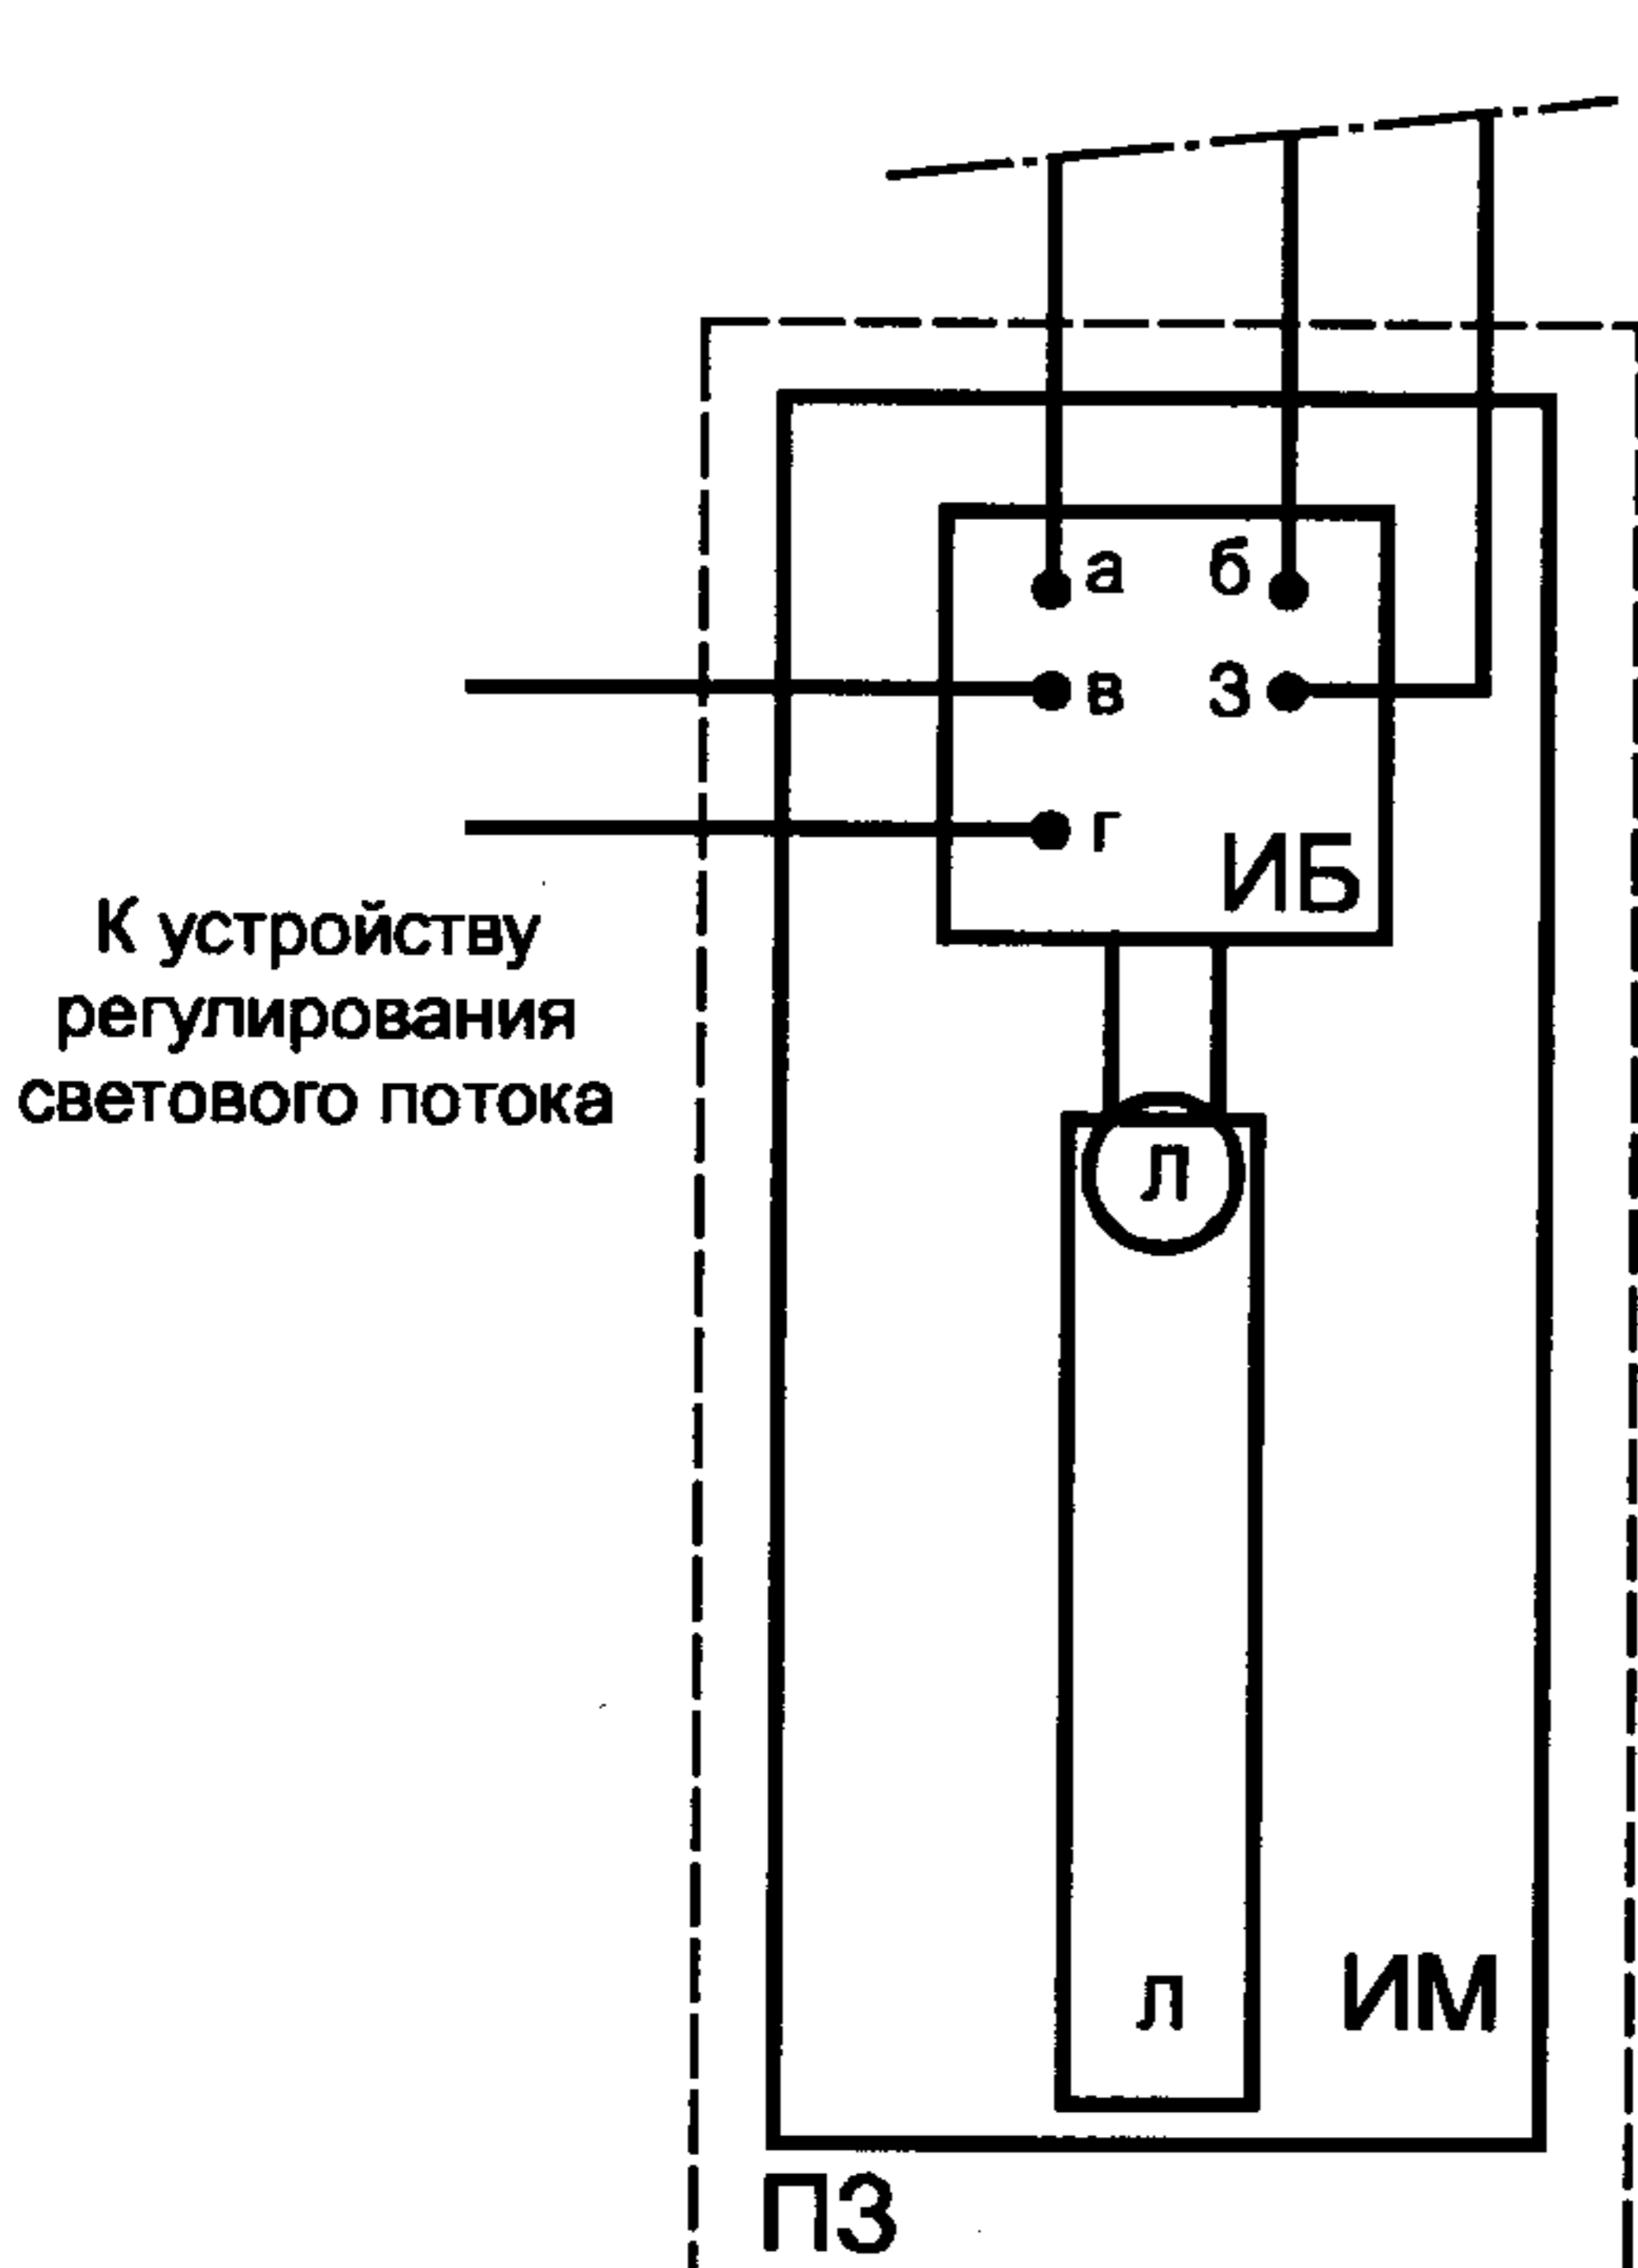 а б
в З
г
ИБ
К устройству
регулирования
светового потока
Л
Л
ИМ
ПЗ